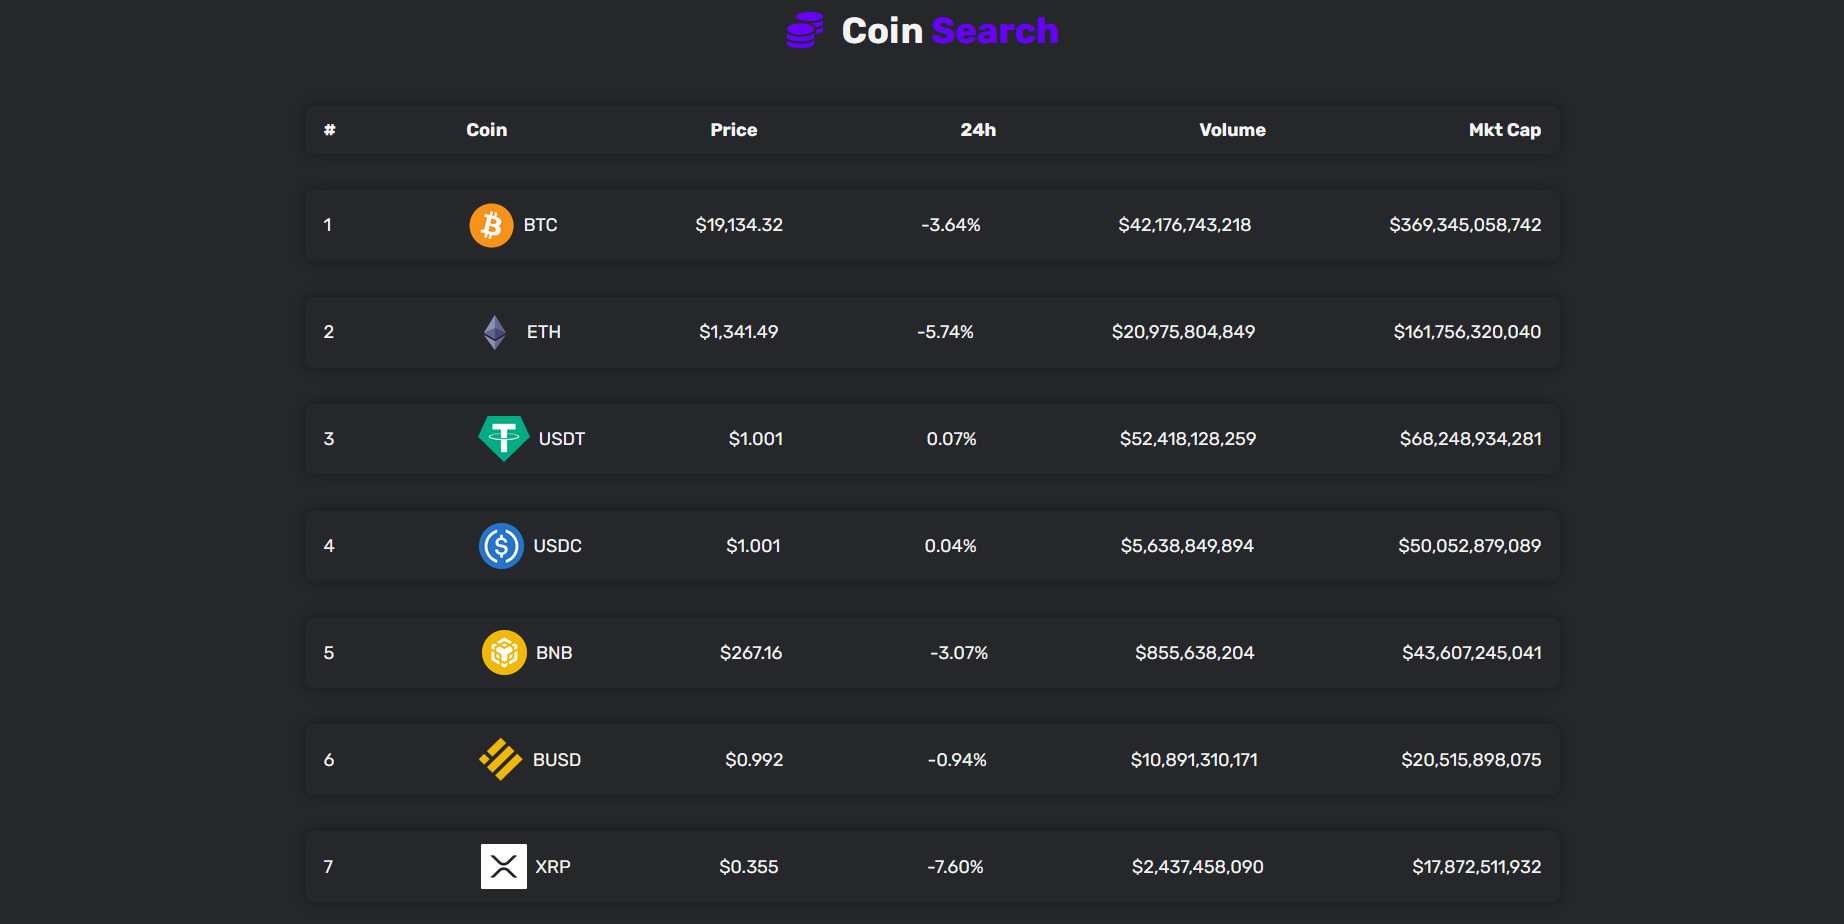 Coin Search
# Coin Price 24h Volume Mkt Cap
1 BTC $19,134.32 -3.64% $42,176,743,218 $369,345,058,742
2 ETH $1,341.49 -5.74% $20,975,804,849 $161,756,320,040
3 USDT $1.001 0.07% $52,418,128,259 $68,248,934,281
4 USDC $1.001 0.04% $5,638,849,894 $50,052,879,089
5 BNB $267.16 -3.07% $855,638,204 $43,607,245,041
6 BUSD $0.992 -0.94% $10,891,310,171 $20,515,898,075
7 XRP $0.355 -7.60% $2,437,458,090 $17,872,511,932